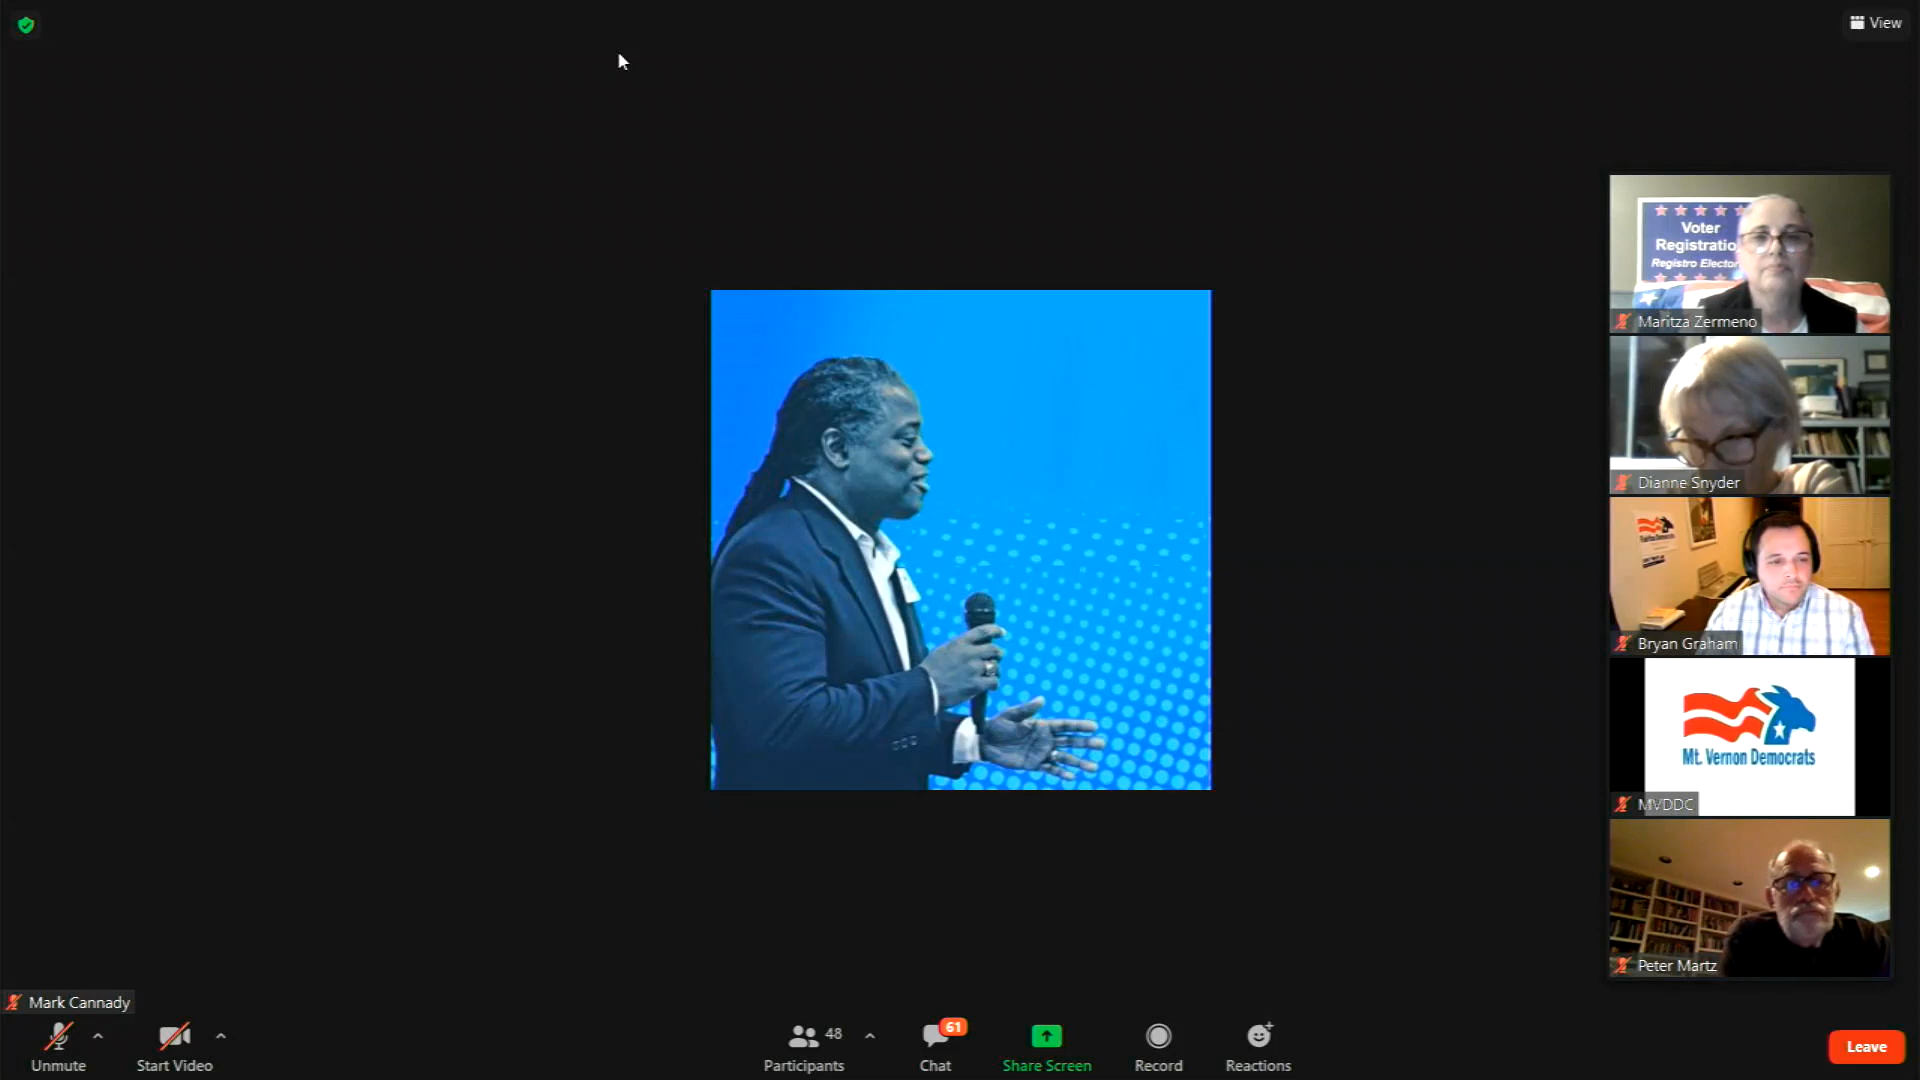 View
Voter
Registratio
Registro Elector
Maritza Zermeno
Dianne Snyder
Bryan Graham
Mt. Vernon Democrats
MVDDC
Peter Martz
Mark Cannady
Unmute
Start Video
48
Participants
61
Chat
Share Screen
Record
Reactions
Leave